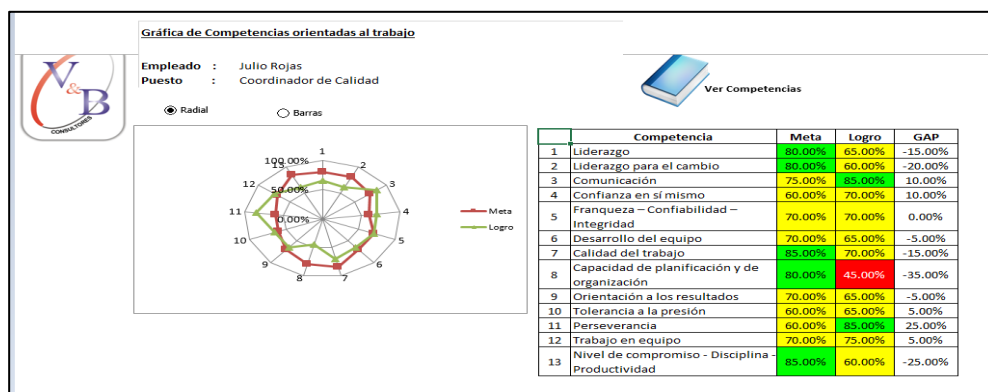 Gráfica de Competencias orientadas al trabajo
Empleado : Julio Rojas
Puesto : Coordinador de Calidad
V&B
CONSULTORES
Ver Competencias
Radial
Barras
100.00%
50.00%
0.00%
1
2
3
4
5
6
7
8
9
10
11
12
13
Meta
Logro
Competencia Meta Logro GAP
1 Liderazgo 80.00% 65.00% -15.00%
2 Liderazgo para el cambio 80.00% 60.00% -20.00%
3 Comunicación 75.00% 85.00% 10.00%
4 Confianza en sí mismo 60.00% 70.00% 10.00%
5 Franqueza – Confiabilidad – 70.00% 70.00% 0.00%
Integridad
6 Desarrollo del equipo 70.00% 65.00% -5.00%
7 Calidad del trabajo 85.00% 70.00% -15.00%
8 Capacidad de planificación y de 80.00% 45.00% -35.00%
organización
9 Orientación a los resultados 70.00% 65.00% -5.00%
10 Tolerancia a la presión 60.00% 65.00% 5.00%
11 Perseverancia 60.00% 85.00% 25.00%
12 Trabajo en equipo 70.00% 75.00% 5.00%
13 Nivel de compromiso - Disciplina - 85.00% 60.00% -25.00%
Productividad